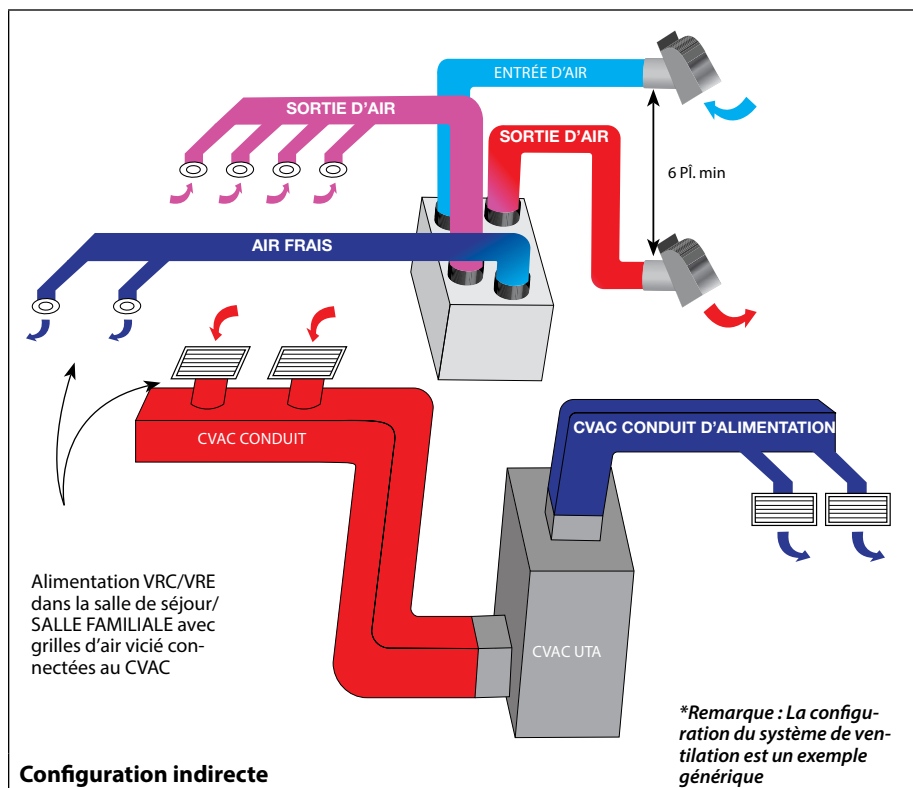 ENTRÉE D'AIR
SORTIE D'AIR
SORTIE D'AIR
6 PÎ. min
AIR FRAIS
CVAC CONDUIT
CVAC CONDUIT D'ALIMENTATION
Alimentation VRC/VRE
dans la salle de séjour/
SALLE FAMILIALE avec
grilles d'air vicié con-
nectées au CVAC
CVAC UTA
*Remarque : La configu-
ration du système de ven-
tilation est un exemple
générique
Configuration indirecte